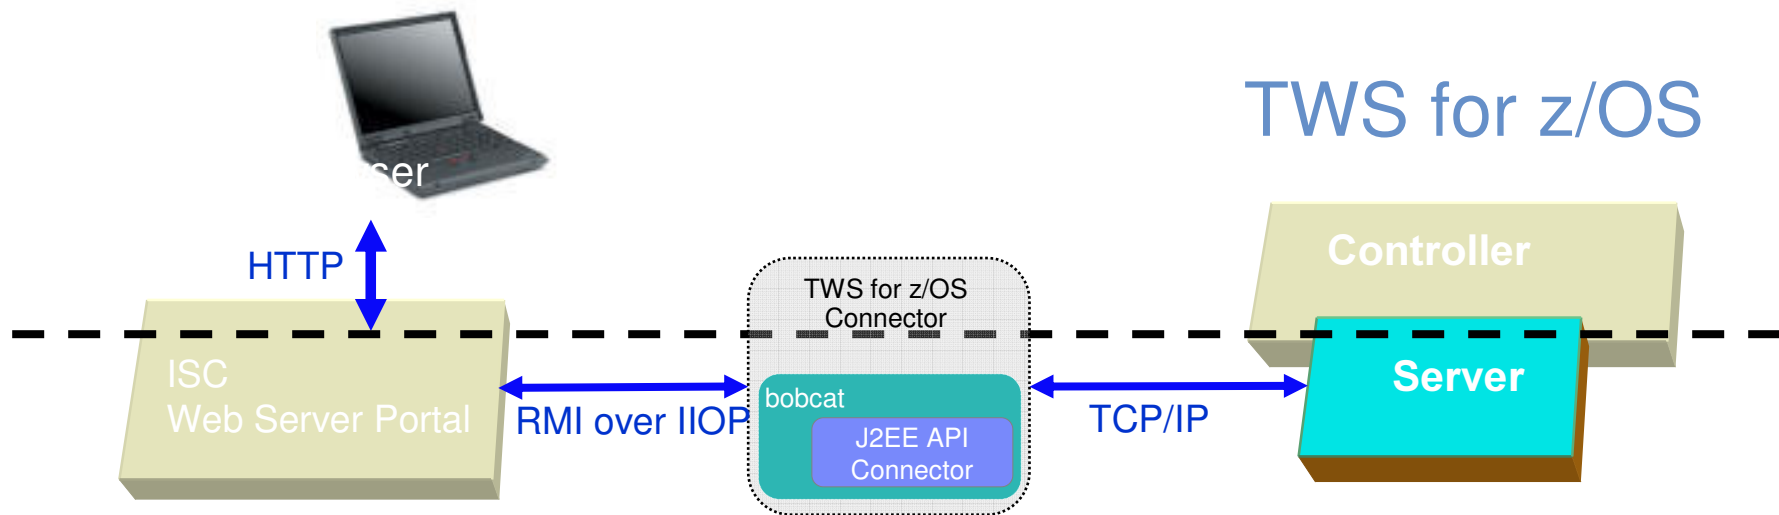 TWS for z/OS
HTTP
Controller
TWS for z/OS
Connector
ISC
Web Server Portal
RMI over IIOP
bobcat
J2EE API
Connector
TCP/IP
Server